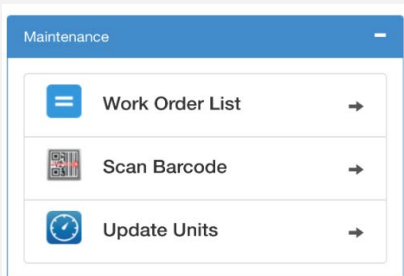 Maintenance
Work Order List
Scan Barcode
Update Units